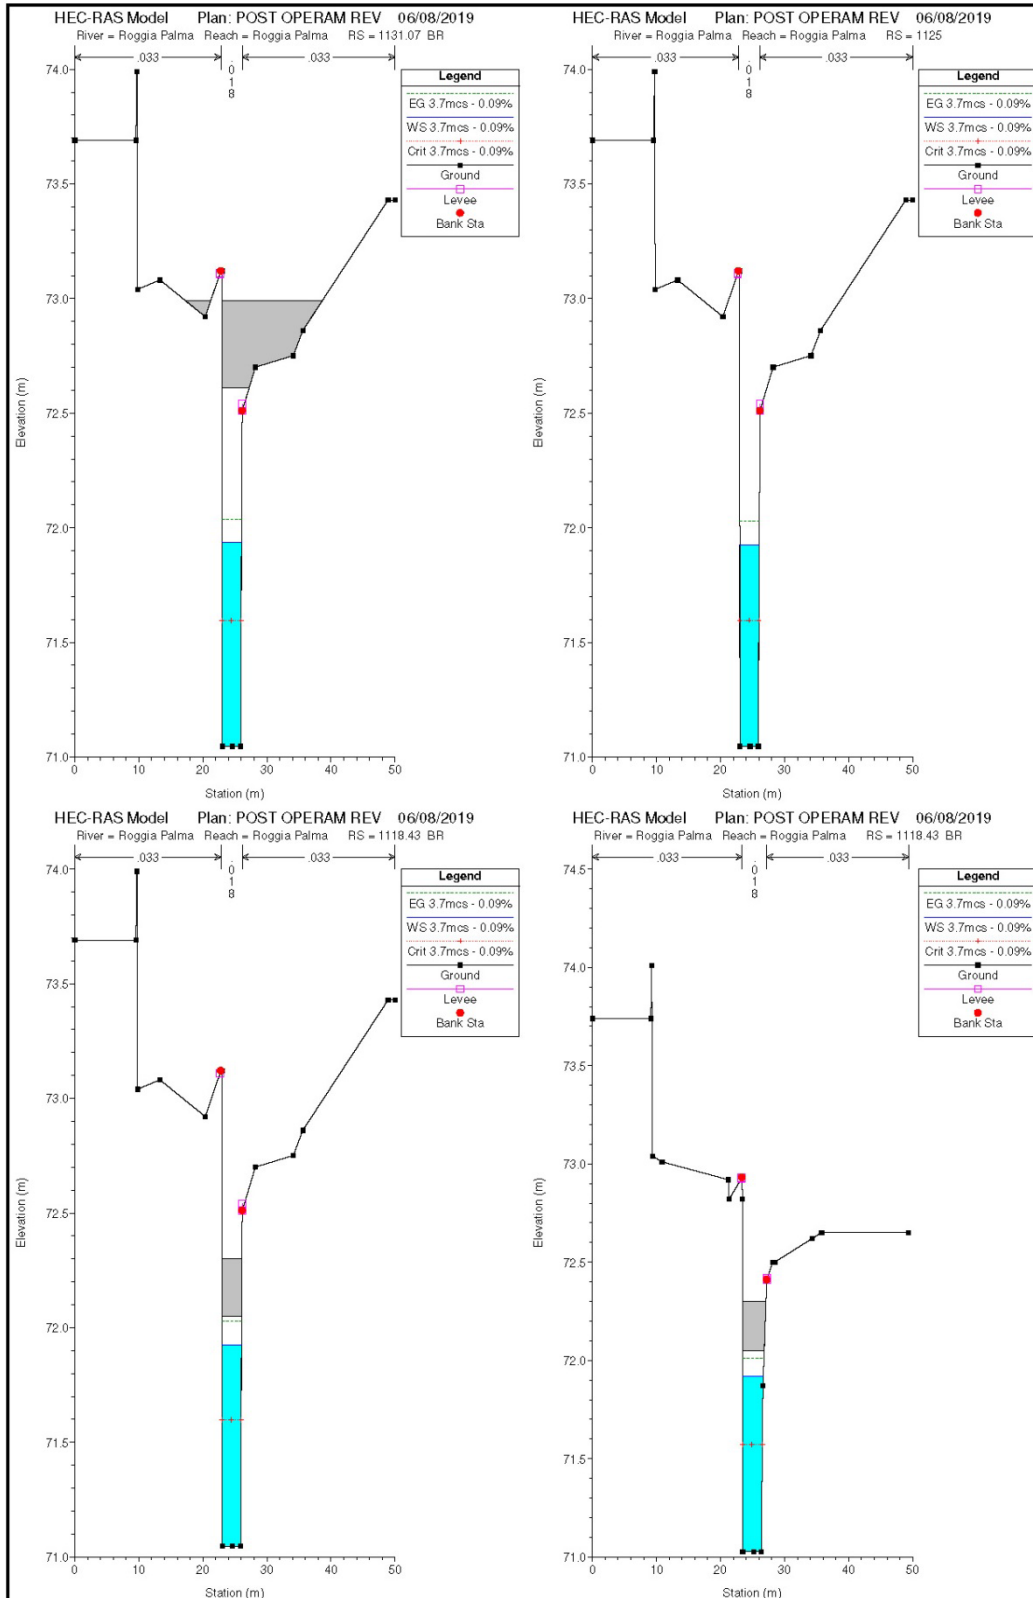 HEC-RAS Model Plan: POST OPERAM REV 06/08/2019
River = Roggia Palma Reach = Roggia Palma RS = 1131.07 BR
.033
.018
.033
Legend
EG 3.7mcs - 0.09%
WS 3.7mcs - 0.09%
Crit 3.7mcs - 0.09%
Ground
Levee
Bank Sta
74.0
73.5
73.0
72.5
72.0
71.5
71.0
Elevation (m)
0 10 20 30 40 50
Station (m)
HEC-RAS Model Plan: POST OPERAM REV 06/08/2019
River = Roggia Palma Reach = Roggia Palma RS = 1125
.033
.018
.033
Legend
EG 3.7mcs - 0.09%
WS 3.7mcs - 0.09%
Crit 3.7mcs - 0.09%
Ground
Levee
Bank Sta
74.0
73.5
73.0
72.5
72.0
71.5
71.0
Elevation (m)
0 10 20 30 40 50
Station (m)
HEC-RAS Model Plan: POST OPERAM REV 06/08/2019
River = Roggia Palma Reach = Roggia Palma RS = 1118.43 BR
.033
.018
.033
Legend
EG 3.7mcs - 0.09%
WS 3.7mcs - 0.09%
Crit 3.7mcs - 0.09%
Ground
Levee
Bank Sta
74.0
73.5
73.0
72.5
72.0
71.5
71.0
Elevation (m)
0 10 20 30 40 50
Station (m)
HEC-RAS Model Plan: POST OPERAM REV 06/08/2019
River = Roggia Palma Reach = Roggia Palma RS = 1118.43 BR
.033
.018
.033
Legend
EG 3.7mcs - 0.09%
WS 3.7mcs - 0.09%
Crit 3.7mcs - 0.09%
Ground
Levee
Bank Sta
74.5
74.0
73.5
73.0
72.5
72.0
71.5
71.0
Elevation (m)
0 10 20 30 40 50
Station (m)